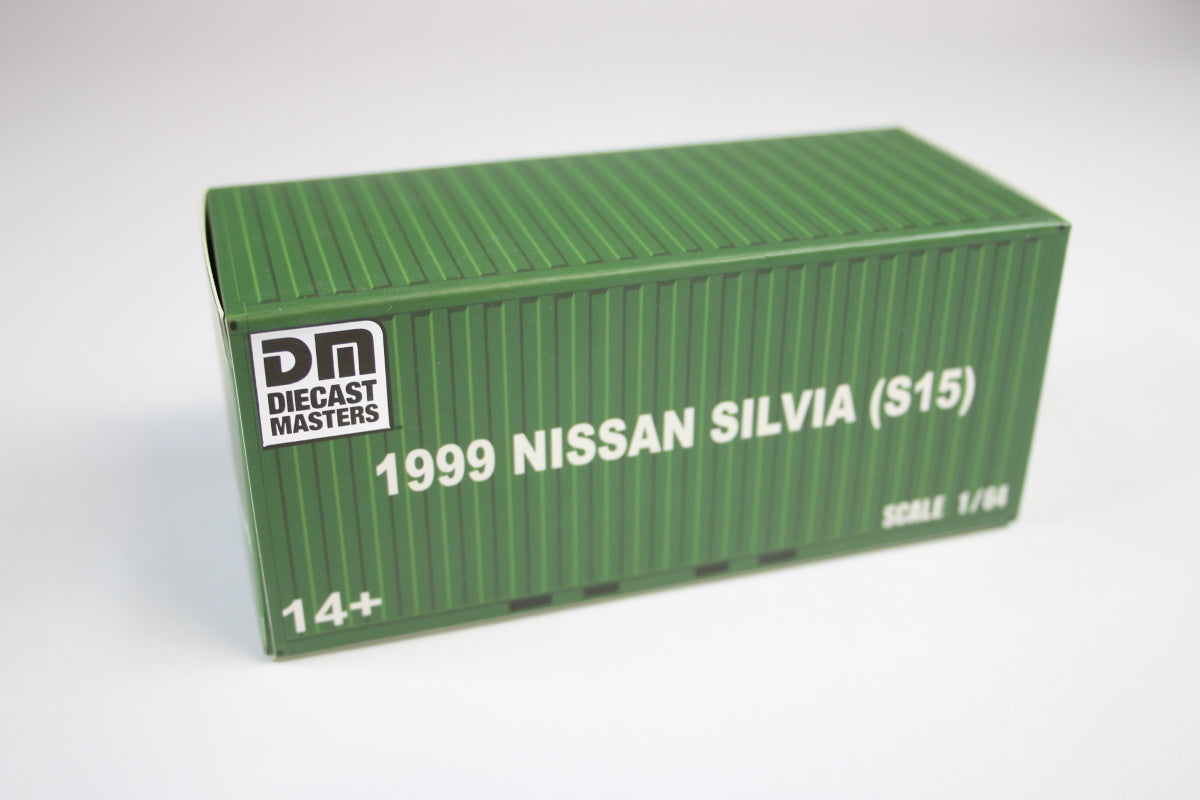 DM
DIECAST
MASTERS
1999 NISSAN SILVIA (S15)
SCALE 1/64
14+